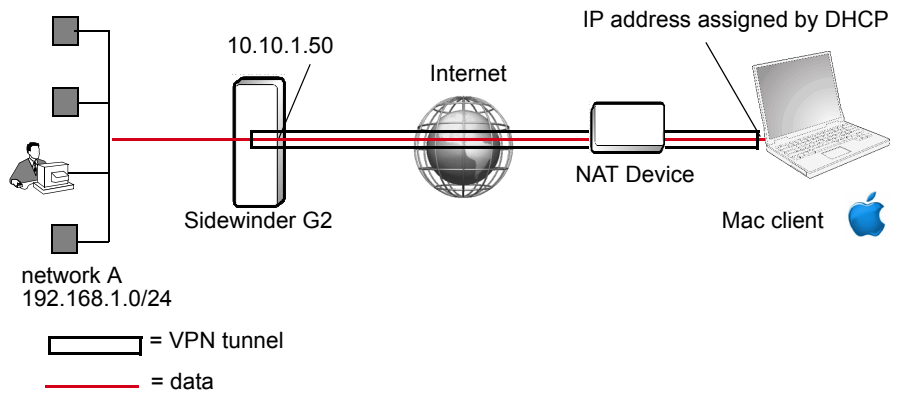 IP address assigned by DHCP
10.10.1.50
Internet
NAT Device
Sidewinder G2
Mac client
network A
192.168.1.0/24
= VPN tunnel
= data